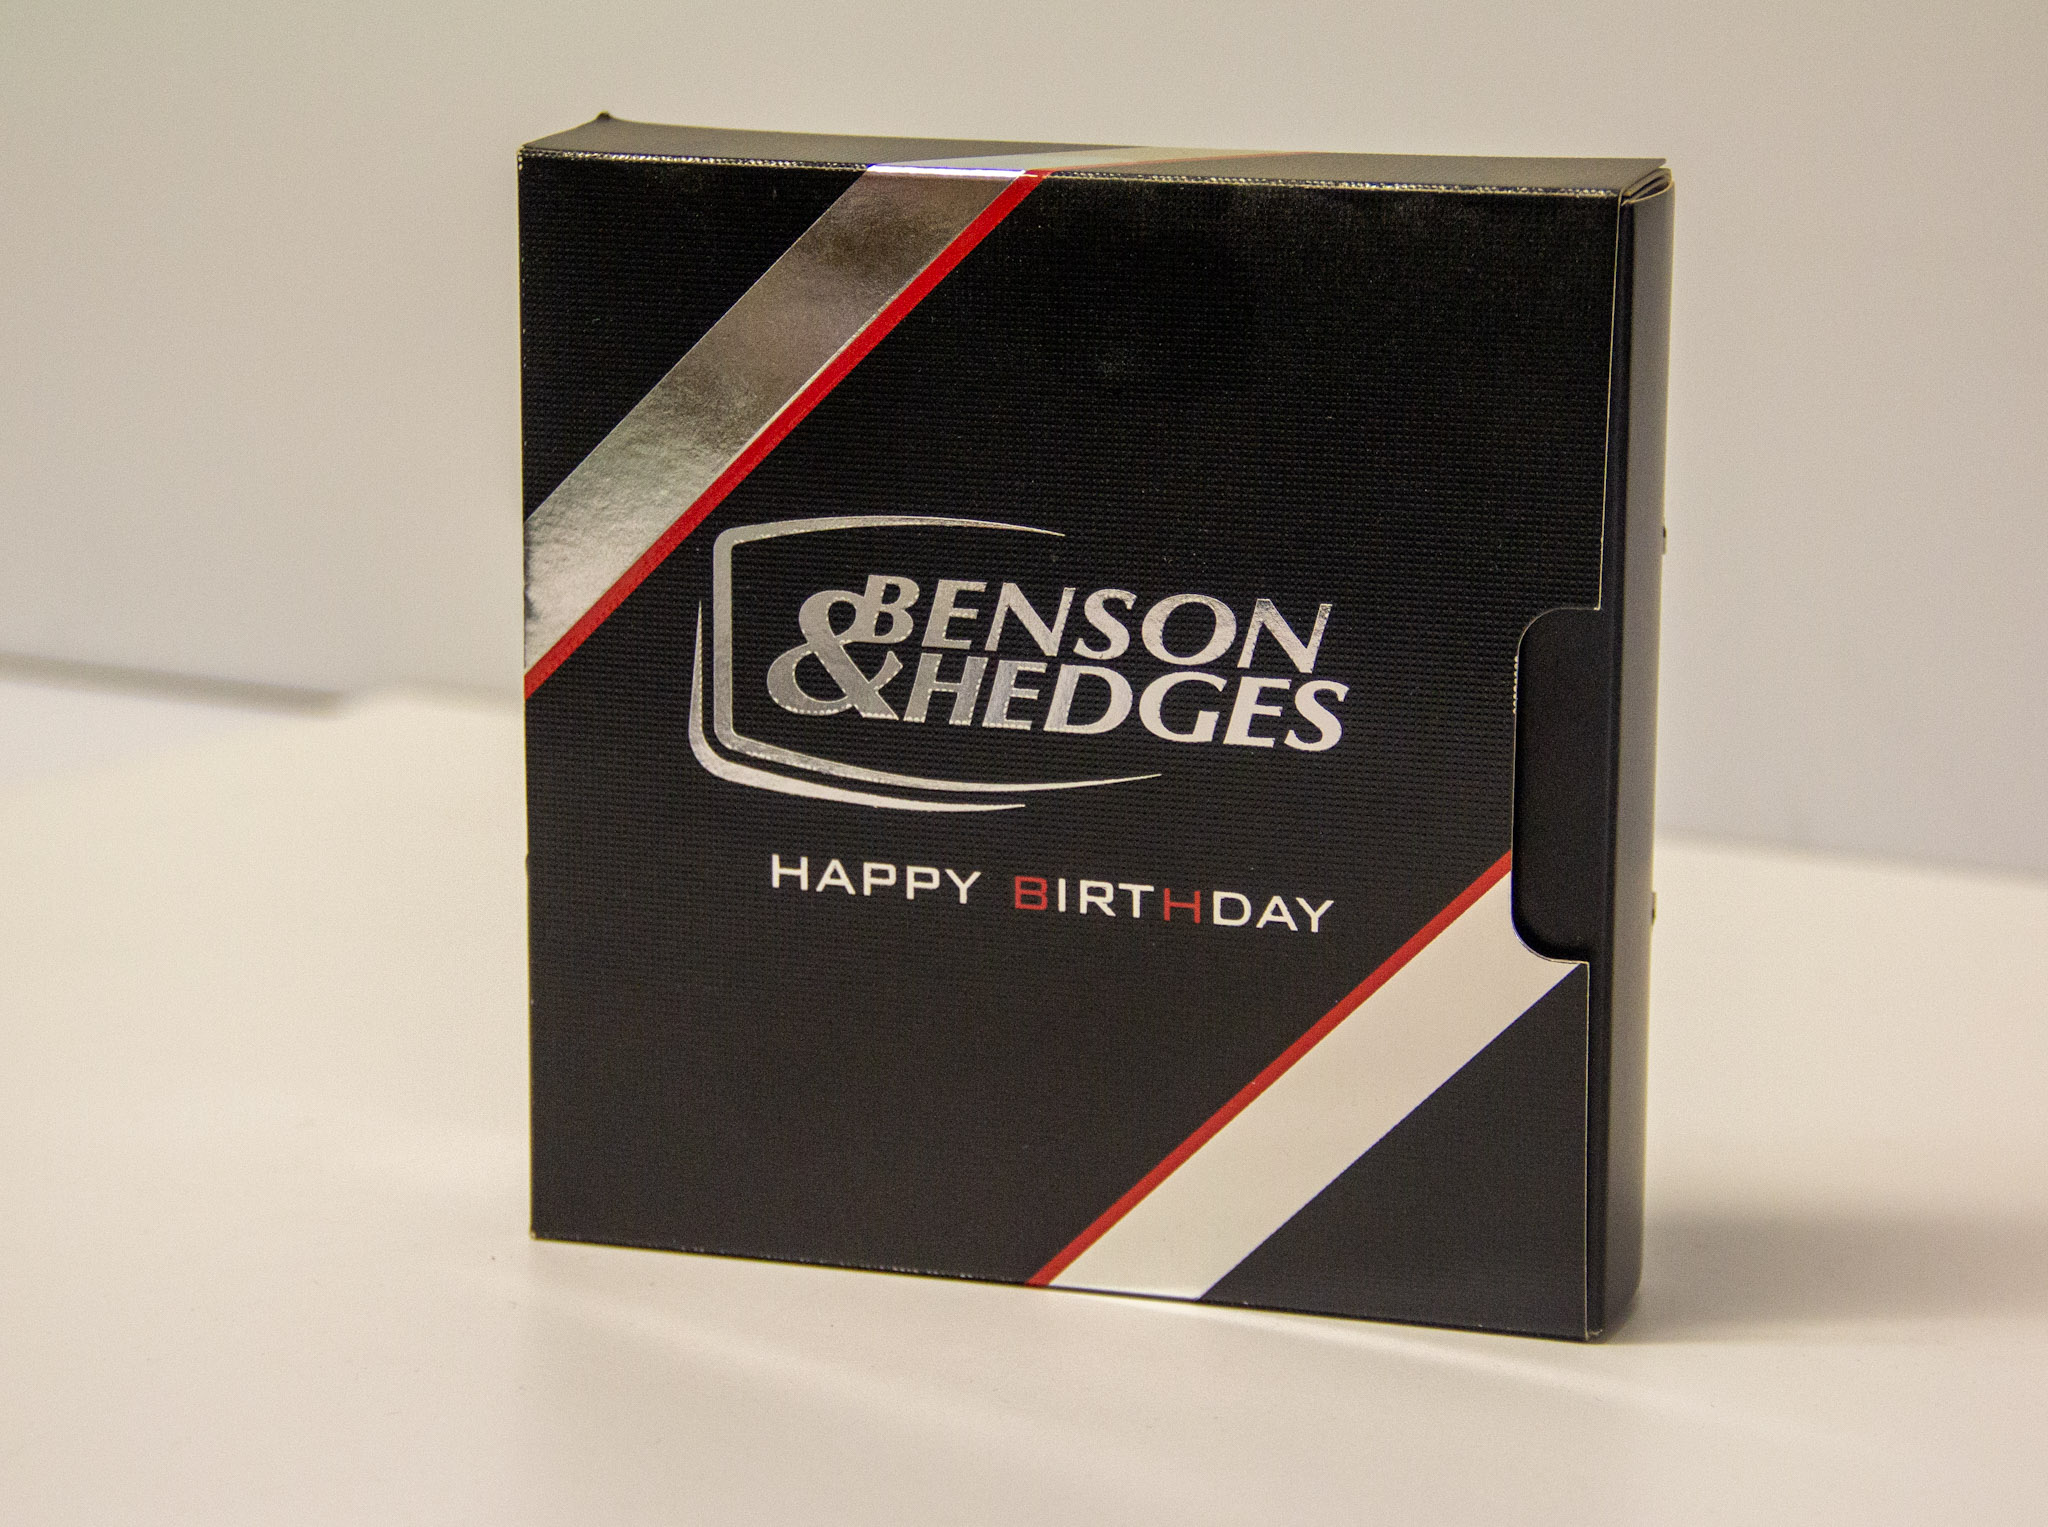 BENSON
& HEDGES
HAPPY BIRTHDAY